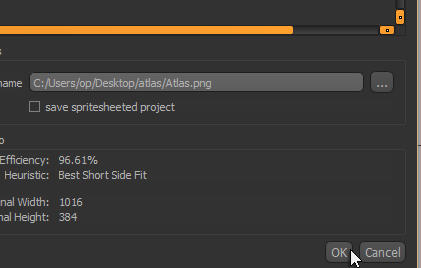 s
name C:/Users/op/Desktop/atlas/Atlas.png ...
save spritesheeted project
o
Efficiency: 96.61%
Heuristic: Best Short Side Fit
nal Width: 1016
nal Height: 384
OK Cancel